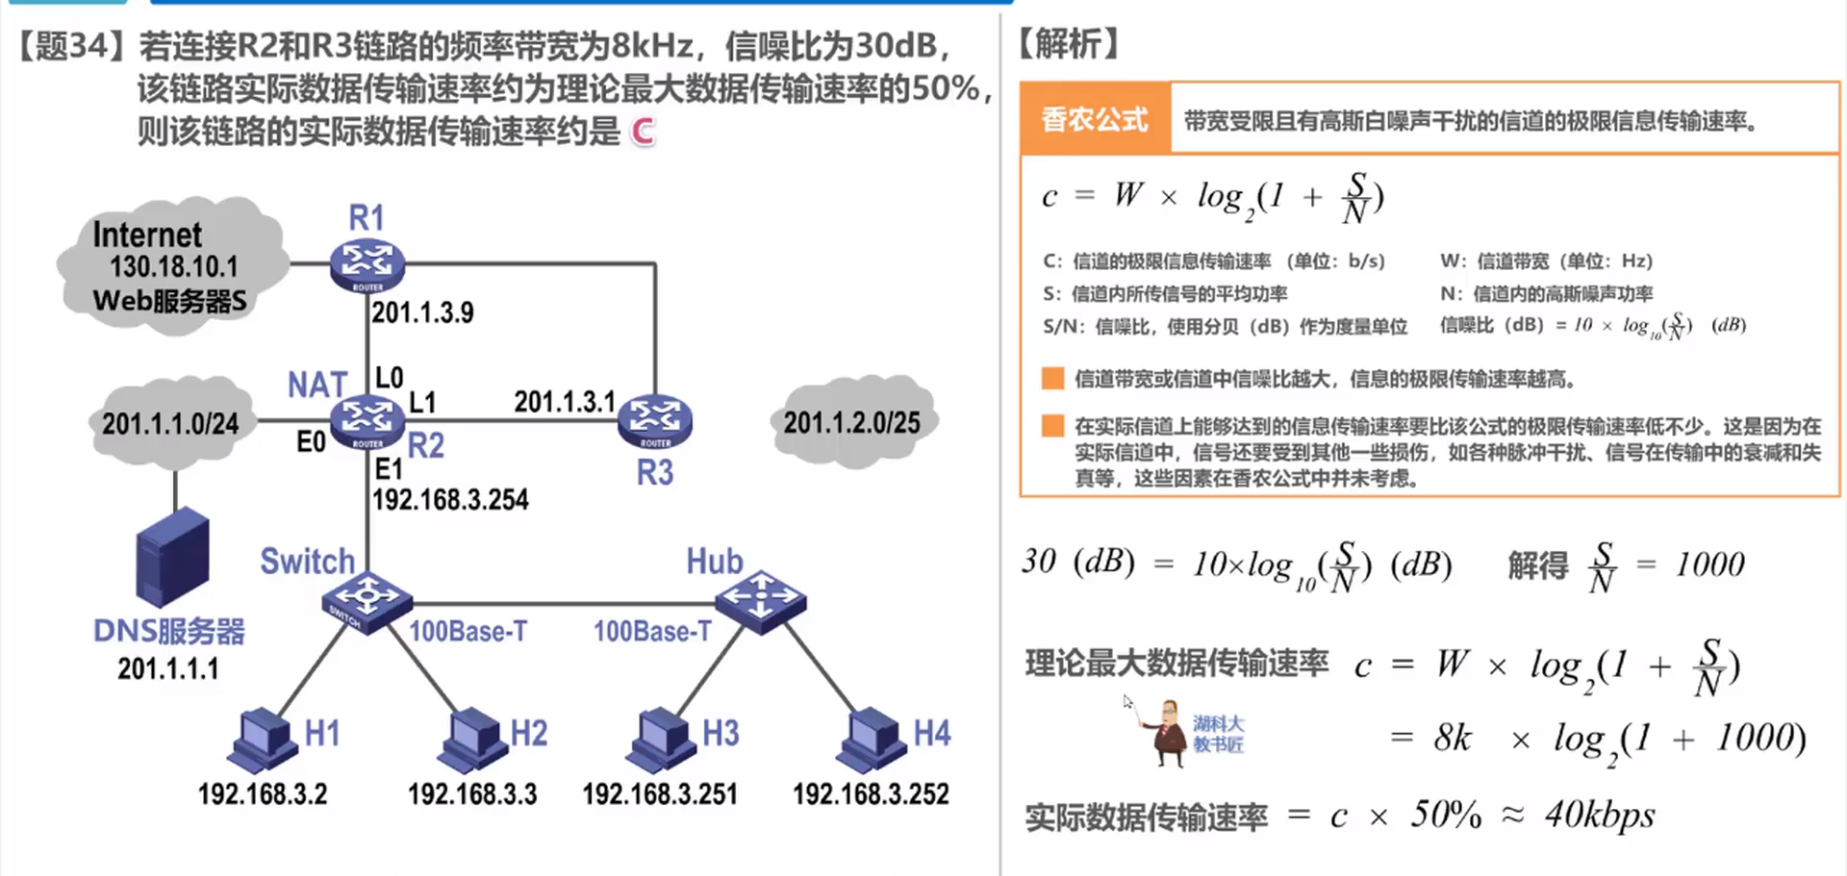 【题34】若连接R2和R3链路的频率带宽为8kHz，信噪比为30dB，
该链路实际数据传输速率约为理论最大数据传输速率的50%，
则该链路的实际数据传输速率约是 C
R1
Internet
130.18.10.1
Web服务器S
ROUTER
201.1.3.9
NAT
L0
L1
201.1.3.1
201.1.1.0/24
201.1.2.0/25
E0
ROUTER
R2
ROUTER
R3
E1
192.168.3.254
Switch
Hub
SWITCH
DNS服务器
100Base-T
100Base-T
201.1.1.1
H1
H2
H3
H4
192.168.3.2
192.168.3.3
192.168.3.251
192.168.3.252
【解析】
香农公式
带宽受限且有高斯白噪声干扰的信道的极限信息传输速率。
c = W × log₂(1 + S/N)
C：信道的极限信息传输速率 （单位：b/s）
W：信道带宽（单位：Hz）
S：信道内所传信号的平均功率
N：信道内的高斯噪声功率
S/N：信噪比，使用分贝（dB）作为度量单位
信噪比（dB）= 10 × log₁₀(S/N) (dB)
信道带宽或信道中信噪比越大，信息的极限传输速率越高。
在实际信道上能够达到的信息传输速率要比该公式的极限传输速率低不少。这是因为在
实际信道中，信号还要受到其他一些损伤，如各种脉冲干扰、信号在传输中的衰减和失
真等，这些因素在香农公式中并未考虑。
30 (dB) = 10×log₁₀(S/N) (dB) 解得 S/N = 1000
理论最大数据传输速率 c = W × log₂(1 + S/N)
= 8k × log₂(1 + 1000)
湖科大
教书匠
实际数据传输速率 = c × 50% ≈ 40kbps